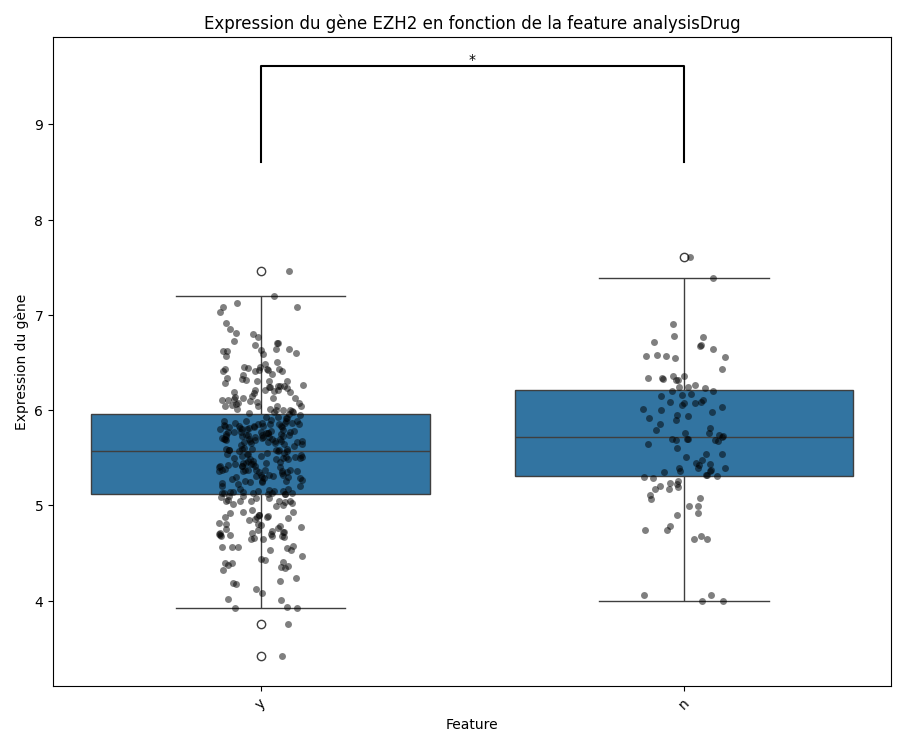 Expression du gène EZH2 en fonction de la feature analysisDrug
*
Expression du gène
9
8
7
6
5
4
y
n
Feature